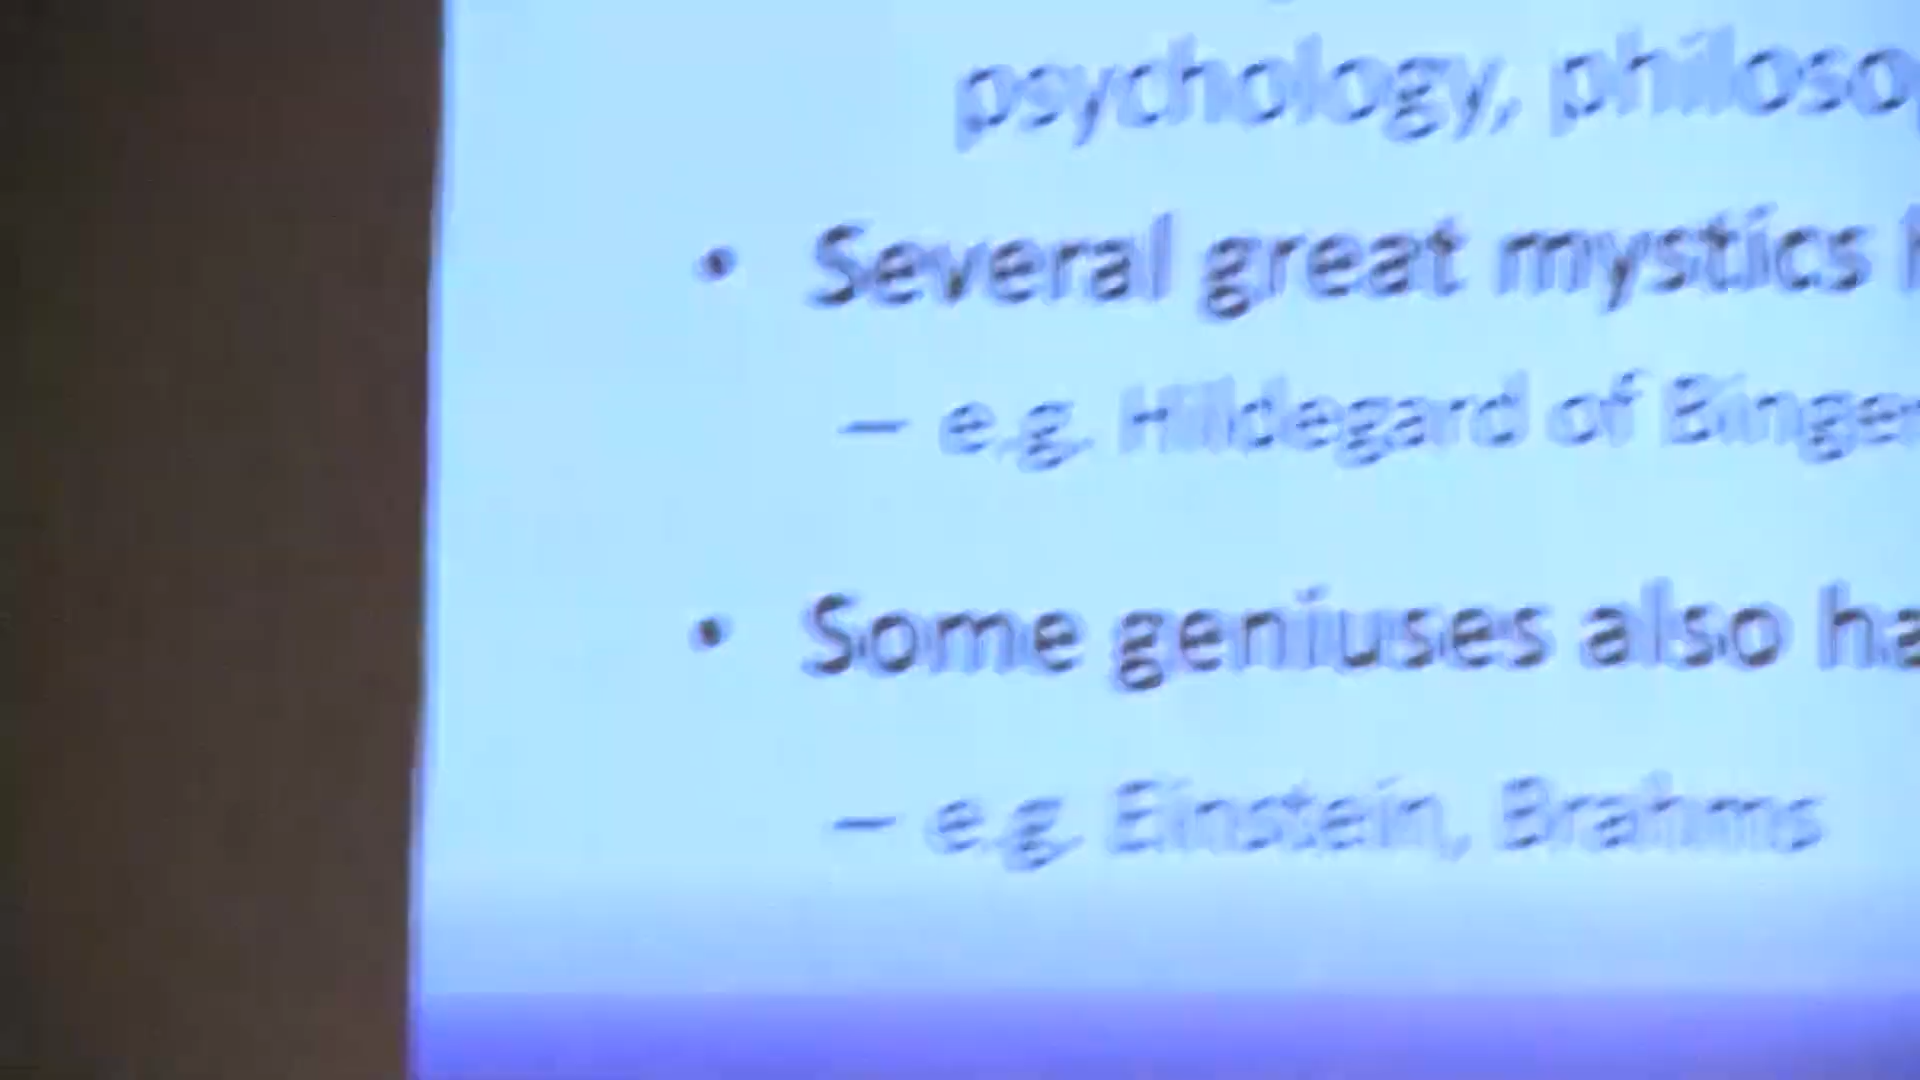 psychology, philoso
• Several great mystics h
– e.g. Hildegard of Binge
• Some geniuses also ha
– e.g. Einstein, Brahms